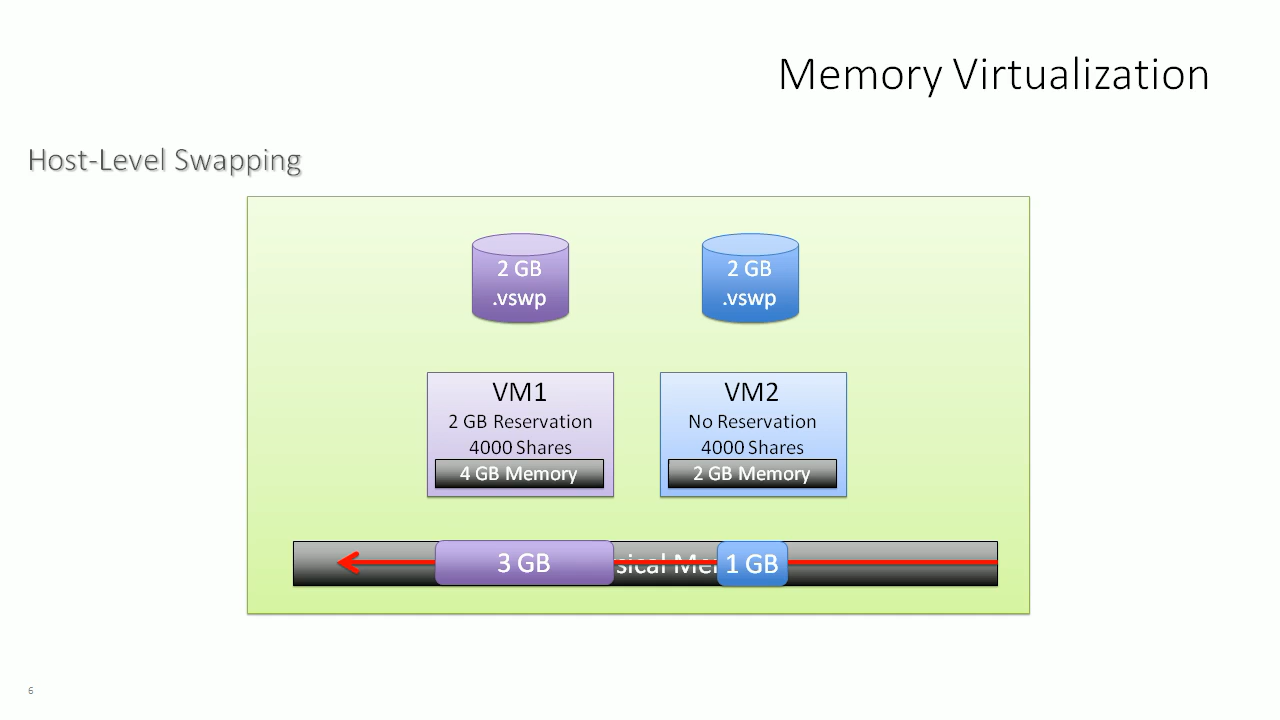 Memory Virtualization
Host-Level Swapping
2 GB
.vswp
2 GB
.vswp
VM1
2 GB Reservation
4000 Shares
4 GB Memory
VM2
No Reservation
4000 Shares
2 GB Memory
3 GB
1 GB
6